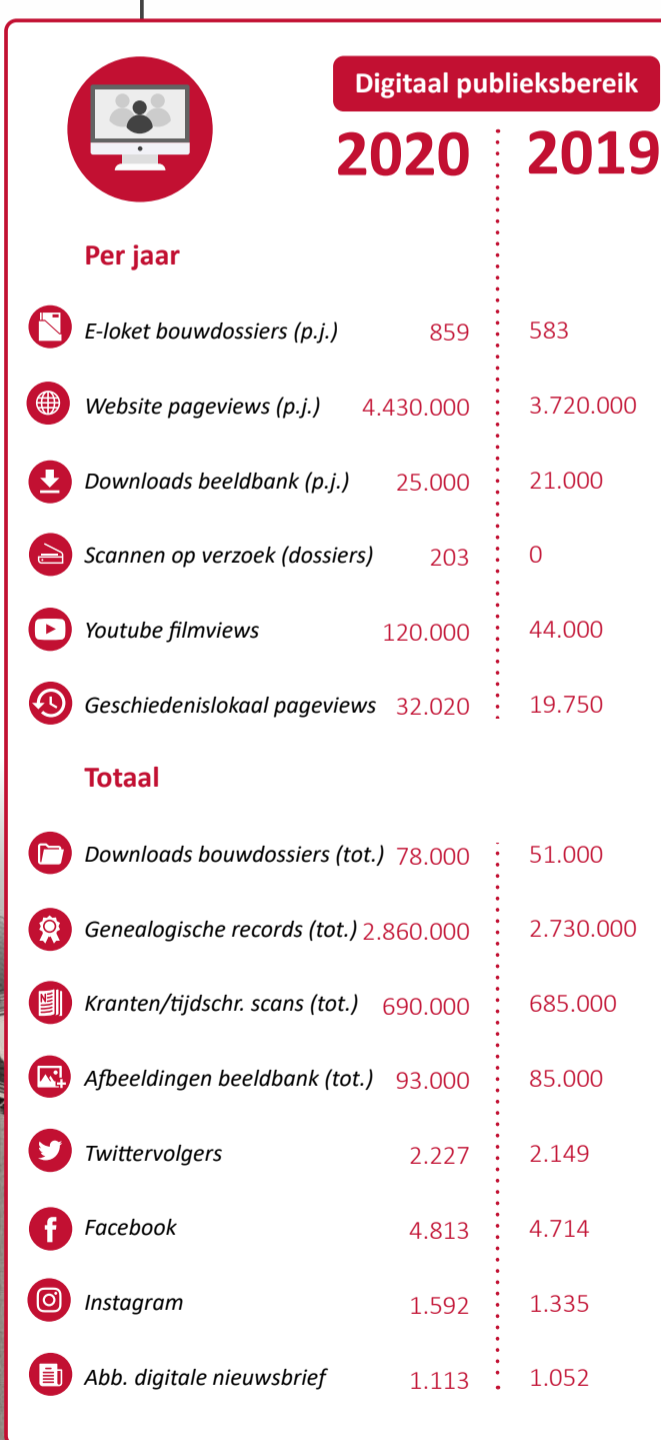 Digitaal publieksbereik
2020 2019
Per jaar
E-loket bouwdossiers (p.j.) 859 583
Website pageviews (p.j.) 4.430.000 3.720.000
Downloads beeldbank (p.j.) 25.000 21.000
Scannen op verzoek (dossiers) 203 0
Youtube filmviews 120.000 44.000
Geschiedenislokaal pageviews 32.020 19.750
Totaal
Downloads bouwdossiers (tot.) 78.000 51.000
Genealogische records (tot.) 2.860.000 2.730.000
Kranten/tijdschr. scans (tot.) 690.000 685.000
Afbeeldingen beeldbank (tot.) 93.000 85.000
Twittervolgers 2.227 2.149
Facebook 4.813 4.714
Instagram 1.592 1.335
Abb. digitale nieuwsbrief 1.113 1.052